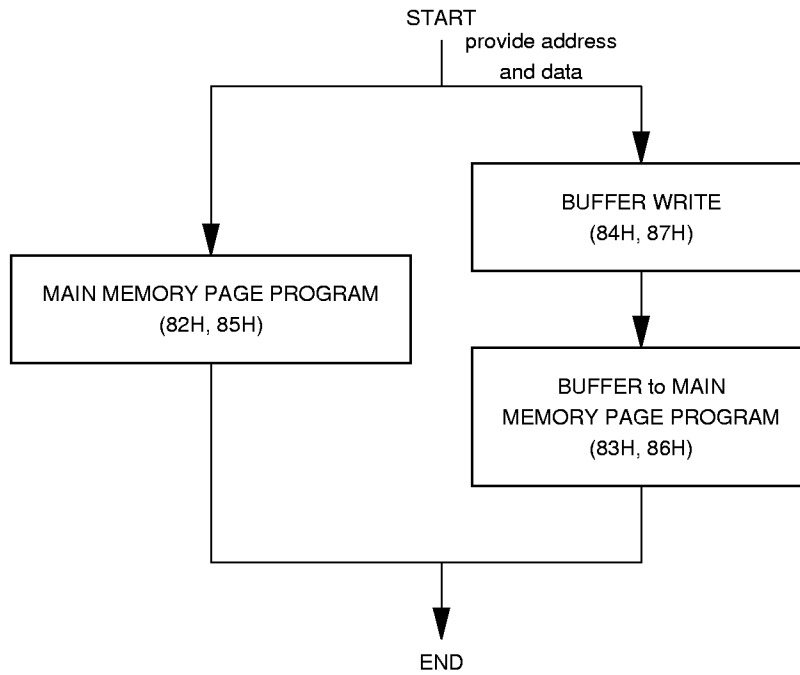 START
provide address
and data
BUFFER WRITE
(84H, 87H)
MAIN MEMORY PAGE PROGRAM
(82H, 85H)
BUFFER to MAIN
MEMORY PAGE PROGRAM
(83H, 86H)
END